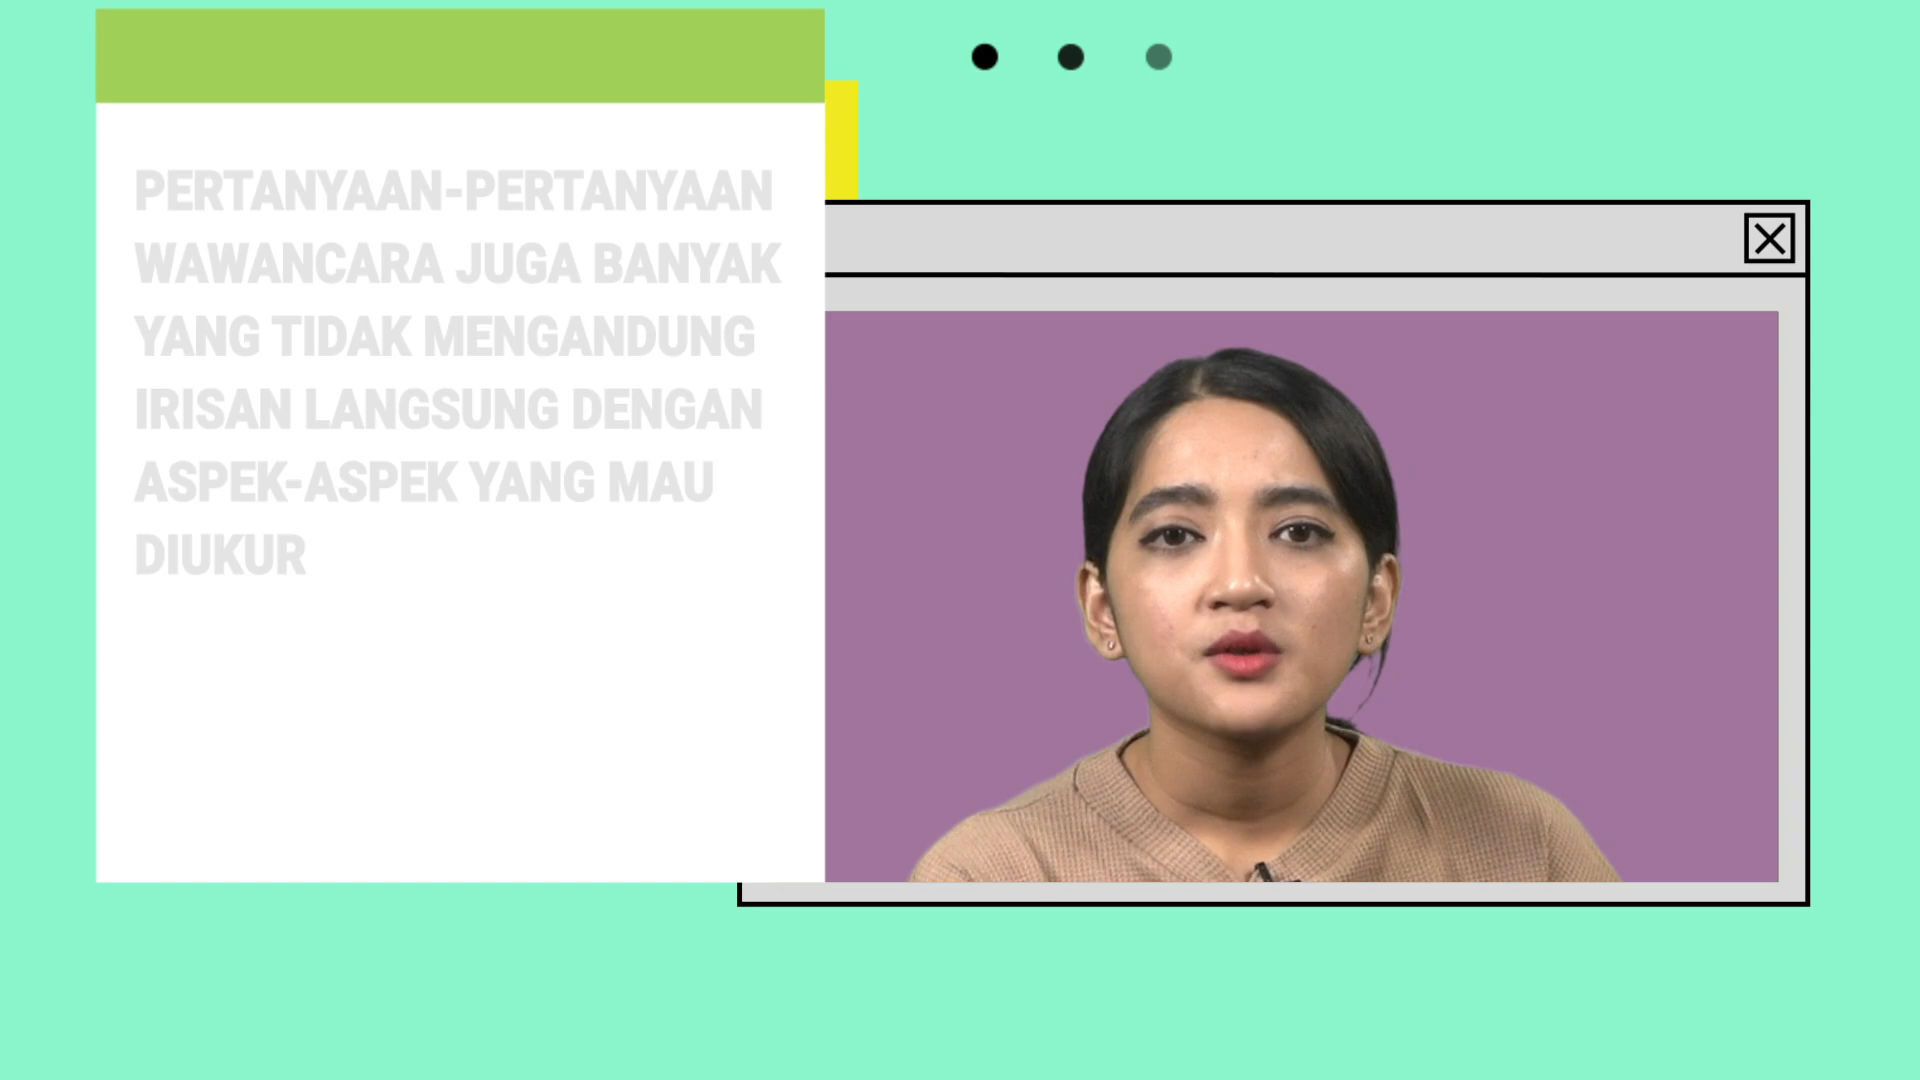 PERTANYAAN-PERTANYAAN
WAWANCARA JUGA BANYAK
YANG TIDAK MENGANDUNG
IRISAN LANGSUNG DENGAN
ASPEK-ASPEK YANG MAU
DIUKUR